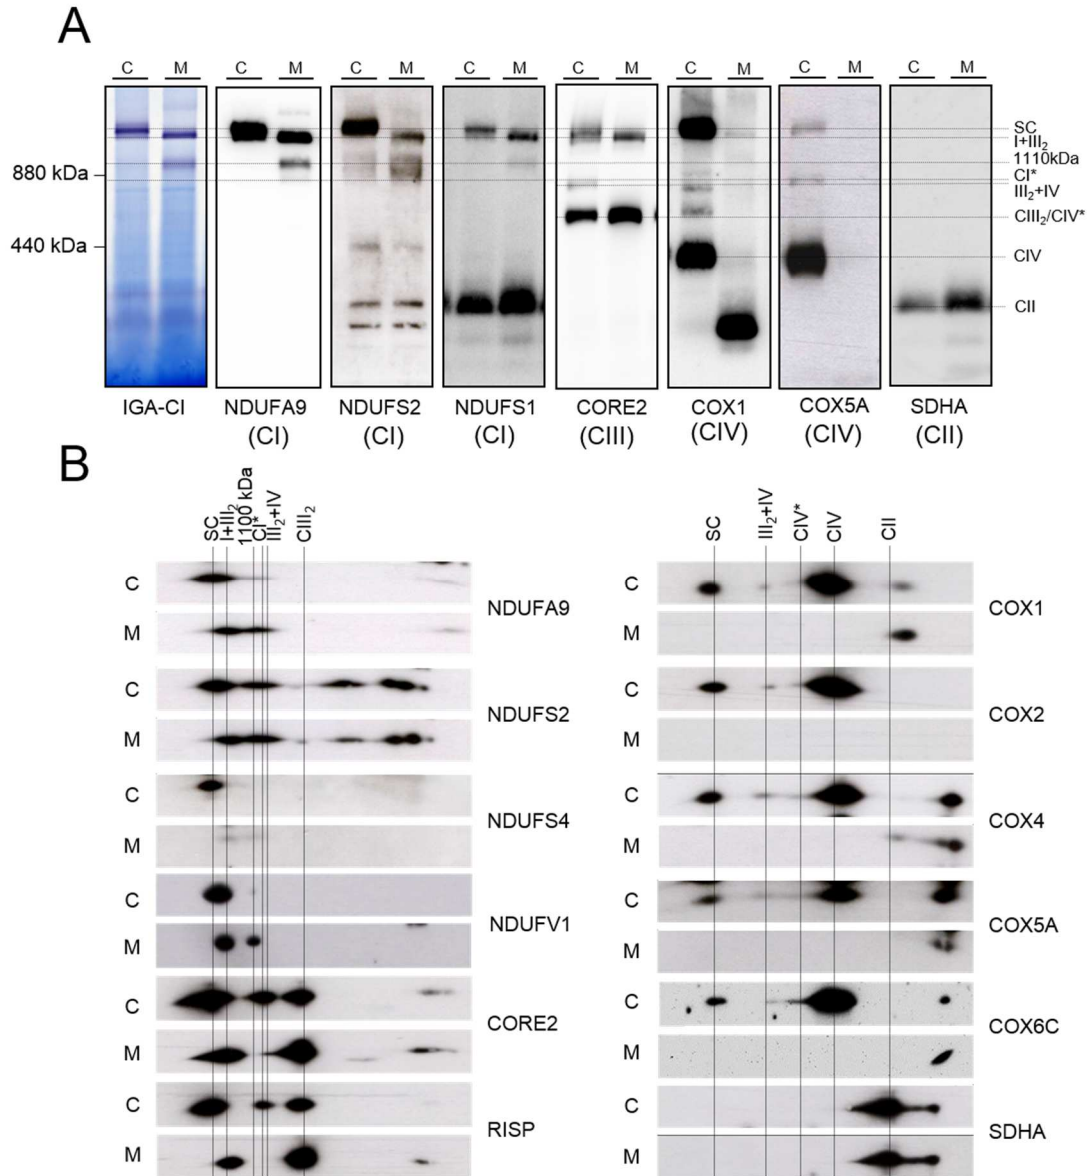 A
C M C M C M C M C M C M C M C M
SC
I+III₂
1110kDa
CI*
III₂+IV
CIII₂/CIV*
CIV
CII
880 kDa
440 kDa
IGA-CI NDUFA9 NDUFS2 NDUFS1 CORE2 COX1 COX5A SDHA
(CI) (CI) (CI) (CIII) (CIV) (CIV) (CII)
B
SC
I+III₂
1100 kDa
CI*
III₂+IV
CIII₂
C
NDUFA9
M
C
NDUFS2
M
C
NDUFS4
M
C
NDUFV1
M
C
CORE2
M
C
RISP
M
SC
III₂+IV
CIV*
CIV
CII
C
COX1
M
C
COX2
M
C
COX4
M
C
COX5A
M
C
COX6C
M
C
SDHA
M